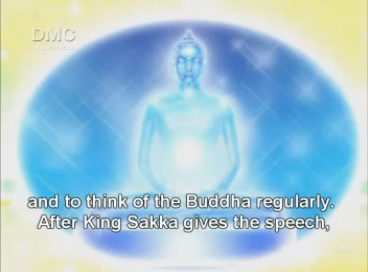 DMC
and to think of the Buddha regularly.
After King Sakka gives the speech,